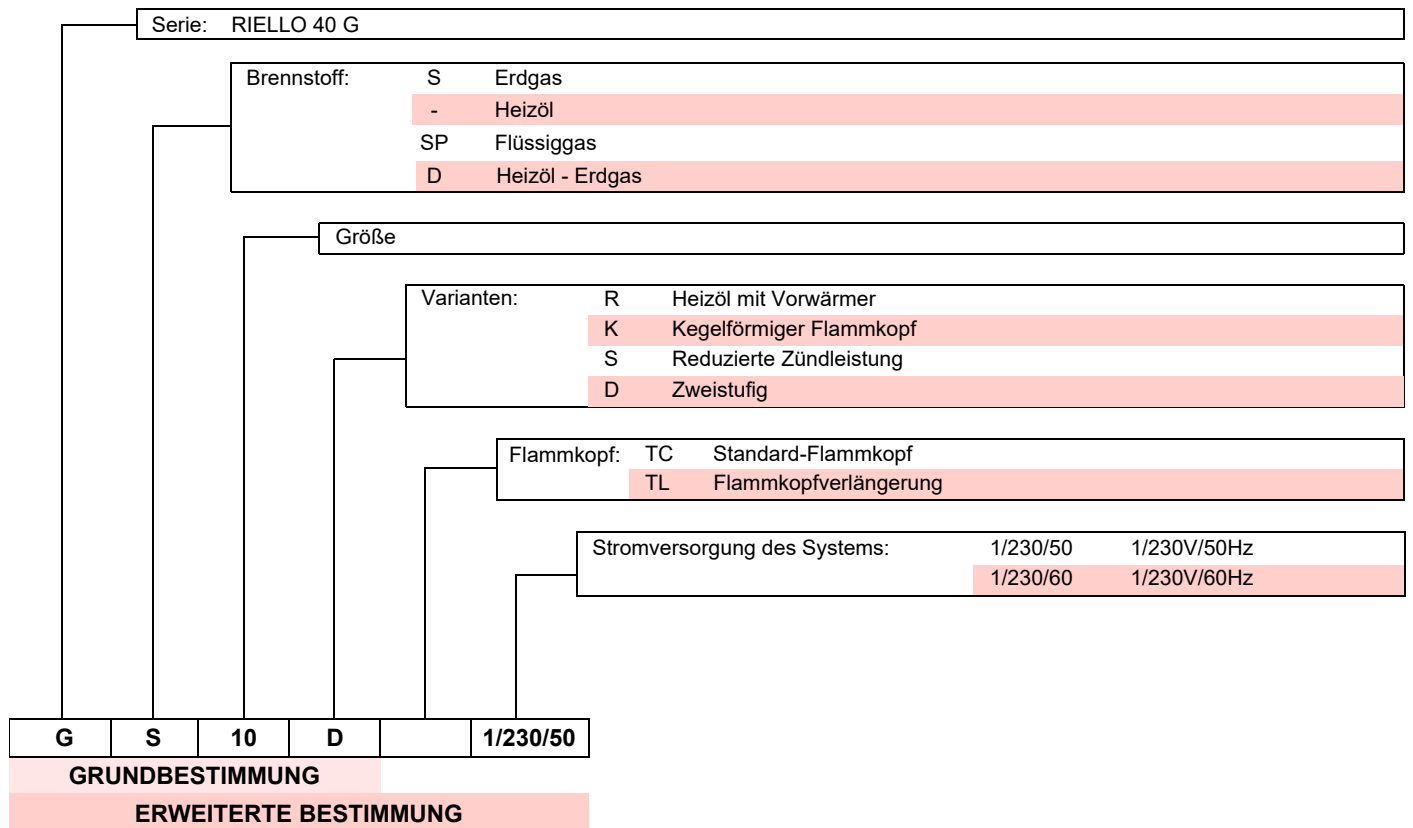 Serie: RIELLO 40 G
Brennstoff: S Erdgas
- Heizöl
SP Flüssiggas
D Heizöl - Erdgas
Größe
Varianten: R Heizöl mit Vorwärmer
K Kegelförmiger Flammkopf
S Reduzierte Zündleistung
D Zweistufig
Flammkopf: TC Standard-Flammkopf
TL Flammkopfverlängerung
Stromversorgung des Systems: 1/230/50 1/230V/50Hz
1/230/60 1/230V/60Hz
G S 10 D 1/230/50
GRUNDBESTIMMUNG
ERWEITERTE BESTIMMUNG